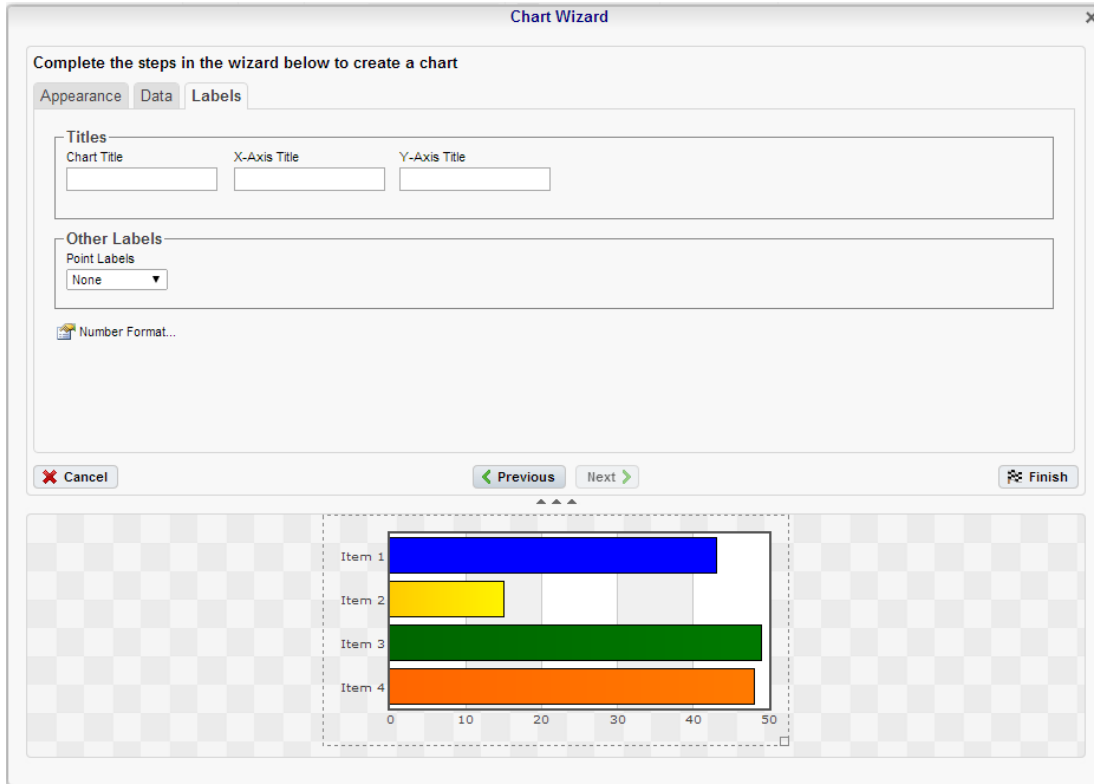 Chart Wizard
Complete the steps in the wizard below to create a chart
Appearance Data Labels
Titles
Chart Title X-Axis Title Y-Axis Title
Other Labels
Point Labels
None
Number Format...
Cancel Previous Next Finish
Item 1
Item 2
Item 3
Item 4
0 10 20 30 40 50